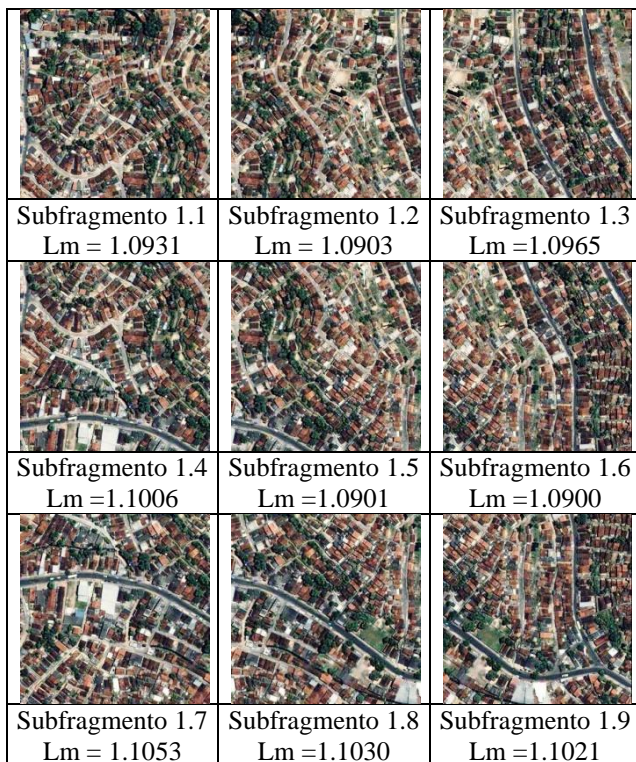 Subfragmento 1.1
Lm = 1.0931
Subfragmento 1.2
Lm = 1.0903
Subfragmento 1.3
Lm = 1.0965
Subfragmento 1.4
Lm =1.1006
Subfragmento 1.5
Lm =1.0901
Subfragmento 1.6
Lm =1.0900
Subfragmento 1.7
Lm = 1.1053
Subfragmento 1.8
Lm =1.1030
Subfragmento 1.9
Lm =1.1021